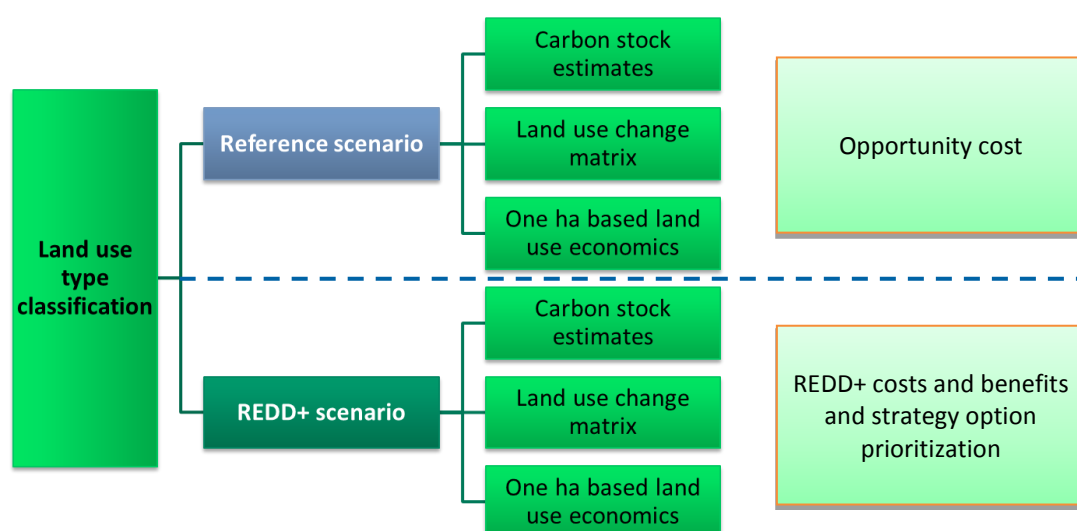 Land use
type
classification
Reference scenario
Carbon stock
estimates
Land use change
matrix
One ha based land
use economics
Opportunity cost
REDD+ scenario
Carbon stock
estimates
Land use change
matrix
One ha based land
use economics
REDD+ costs and benefits
and strategy option
prioritization